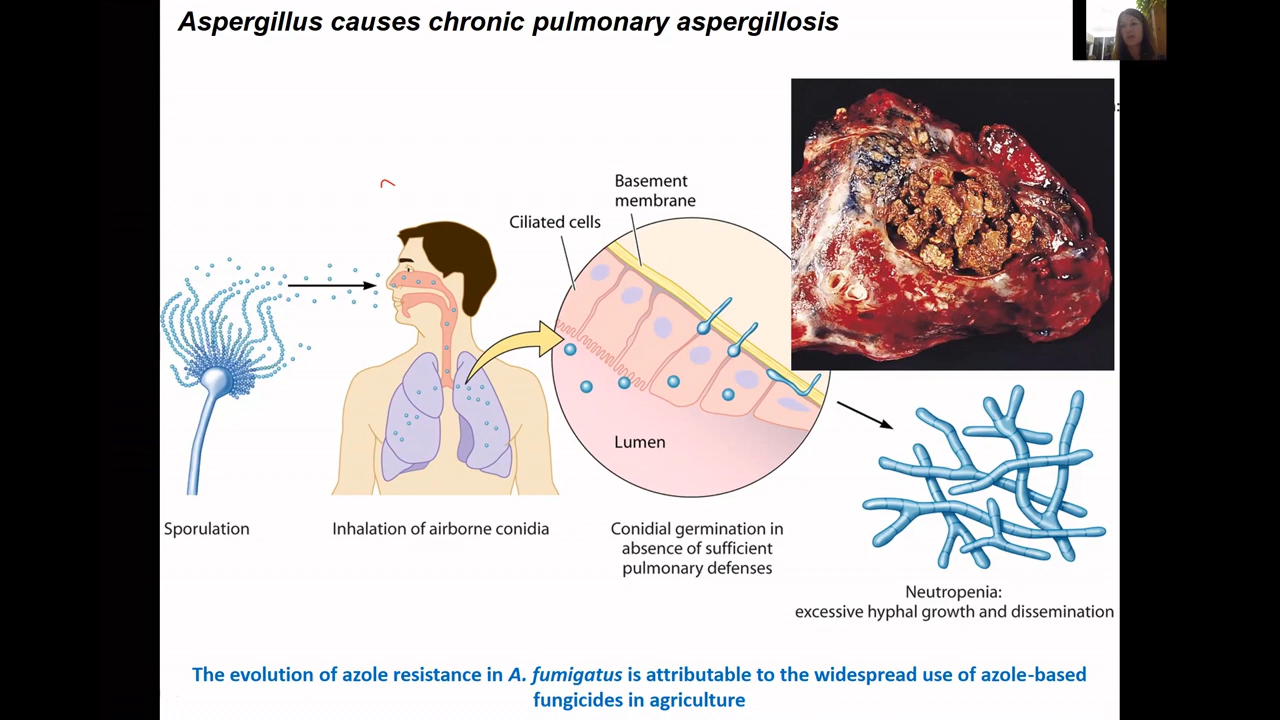 Aspergillus causes chronic pulmonary aspergillosis
Basement
membrane
Ciliated cells
Lumen
Sporulation
Inhalation of airborne conidia
Conidial germination in
absence of sufficient
pulmonary defenses
Neutropenia:
excessive hyphal growth and dissemination
The evolution of azole resistance in A. fumigatus is attributable to the widespread use of azole-based
fungicides in agriculture